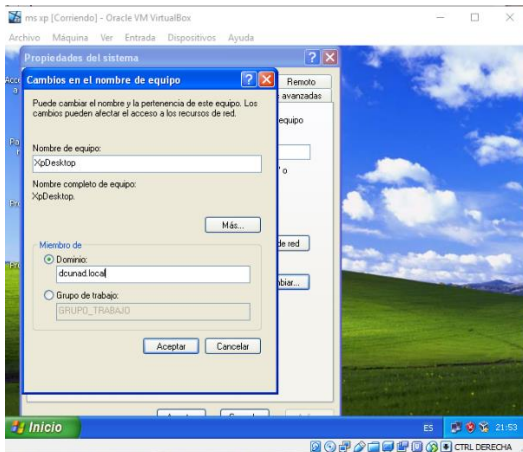 ms xp [Corriendo] - Oracle VM VirtualBox
Archivo Máquina Ver Entrada Dispositivos Ayuda
Propiedades del sistema
Cambios en el nombre de equipo
Remoto
avanzadas
Puede cambiar el nombre y la pertenencia de este equipo. Los
cambios pueden afectar el acceso a los recursos de red.
equipo
Nombre de equipo:
XpDesktop
o
Nombre completo de equipo:
XpDesktop.
Más...
de red
Miembro de
Dominio:
dcunad.local
biar...
Grupo de trabajo:
GRUPO_TRABAJO
Aceptar Cancelar
Inicio
ES 21:53
CTRL DERECHA